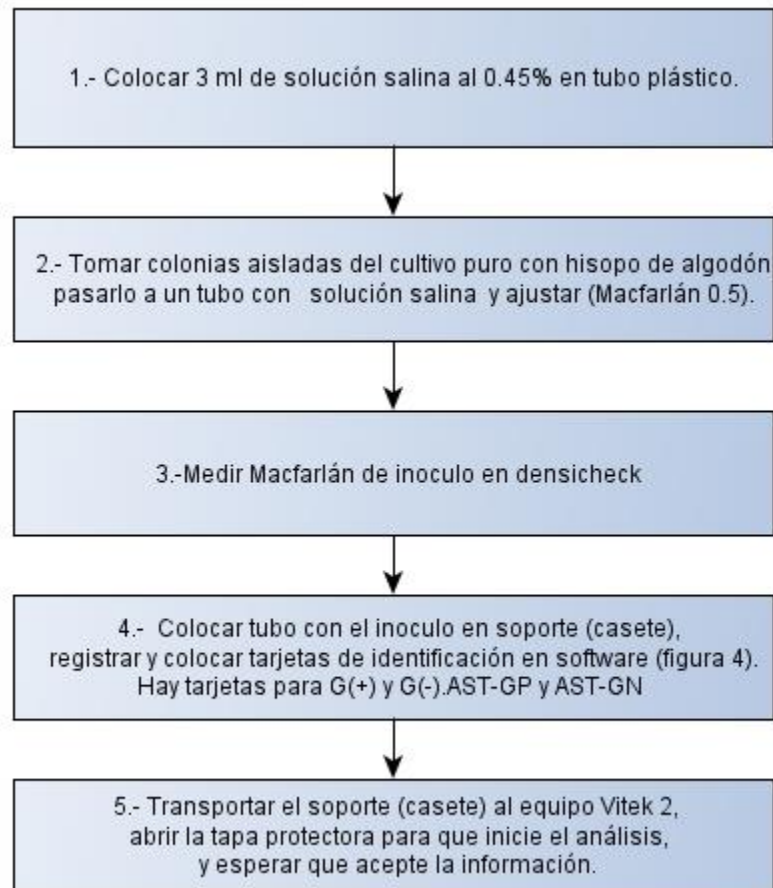 1.- Colocar 3 ml de solución salina al 0.45% en tubo plástico.
2.- Tomar colonias aisladas del cultivo puro con hisopo de algodón
pasarlo a un tubo con solución salina y ajustar (Macfarlán 0.5).
3.-Medir Macfarlán de inoculo en densicheck
4.- Colocar tubo con el inoculo en soporte (casete),
registrar y colocar tarjetas de identificación en software (figura 4).
Hay tarjetas para G(+) y G(-).AST-GP y AST-GN
5.- Transportar el soporte (casete) al equipo Vitek 2,
abrir la tapa protectora para que inicie el análisis,
y esperar que acepte la información.